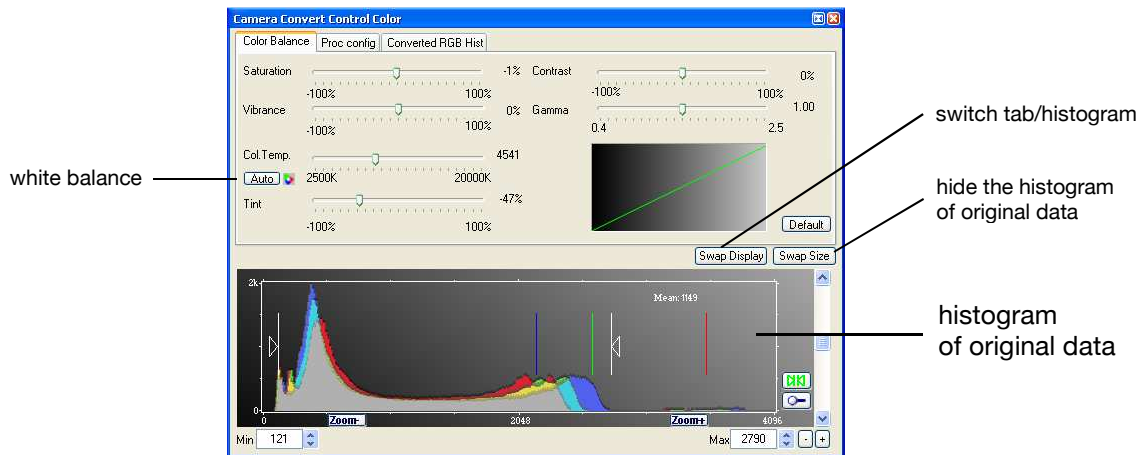 Camera Convert Control Color
Color Balance Proc config Converted RGB Hist
Saturation -1% Contrast 0%
-100% 100% -100% 100%
Vibrance 0% Gamma 1.00
-100% 100% 0.4 2.5
Col.Temp. 4541
Auto 2500K 20000K
Tint -47%
-100% 100%
Default
Swap Display Swap Size
2k
Mean: 1149
0
0 Zoom- 2048 Zoom+ 4096
Min 121 Max 2790 - +
white balance
switch tab/histogram
hide the histogram
of original data
histogram
of original data